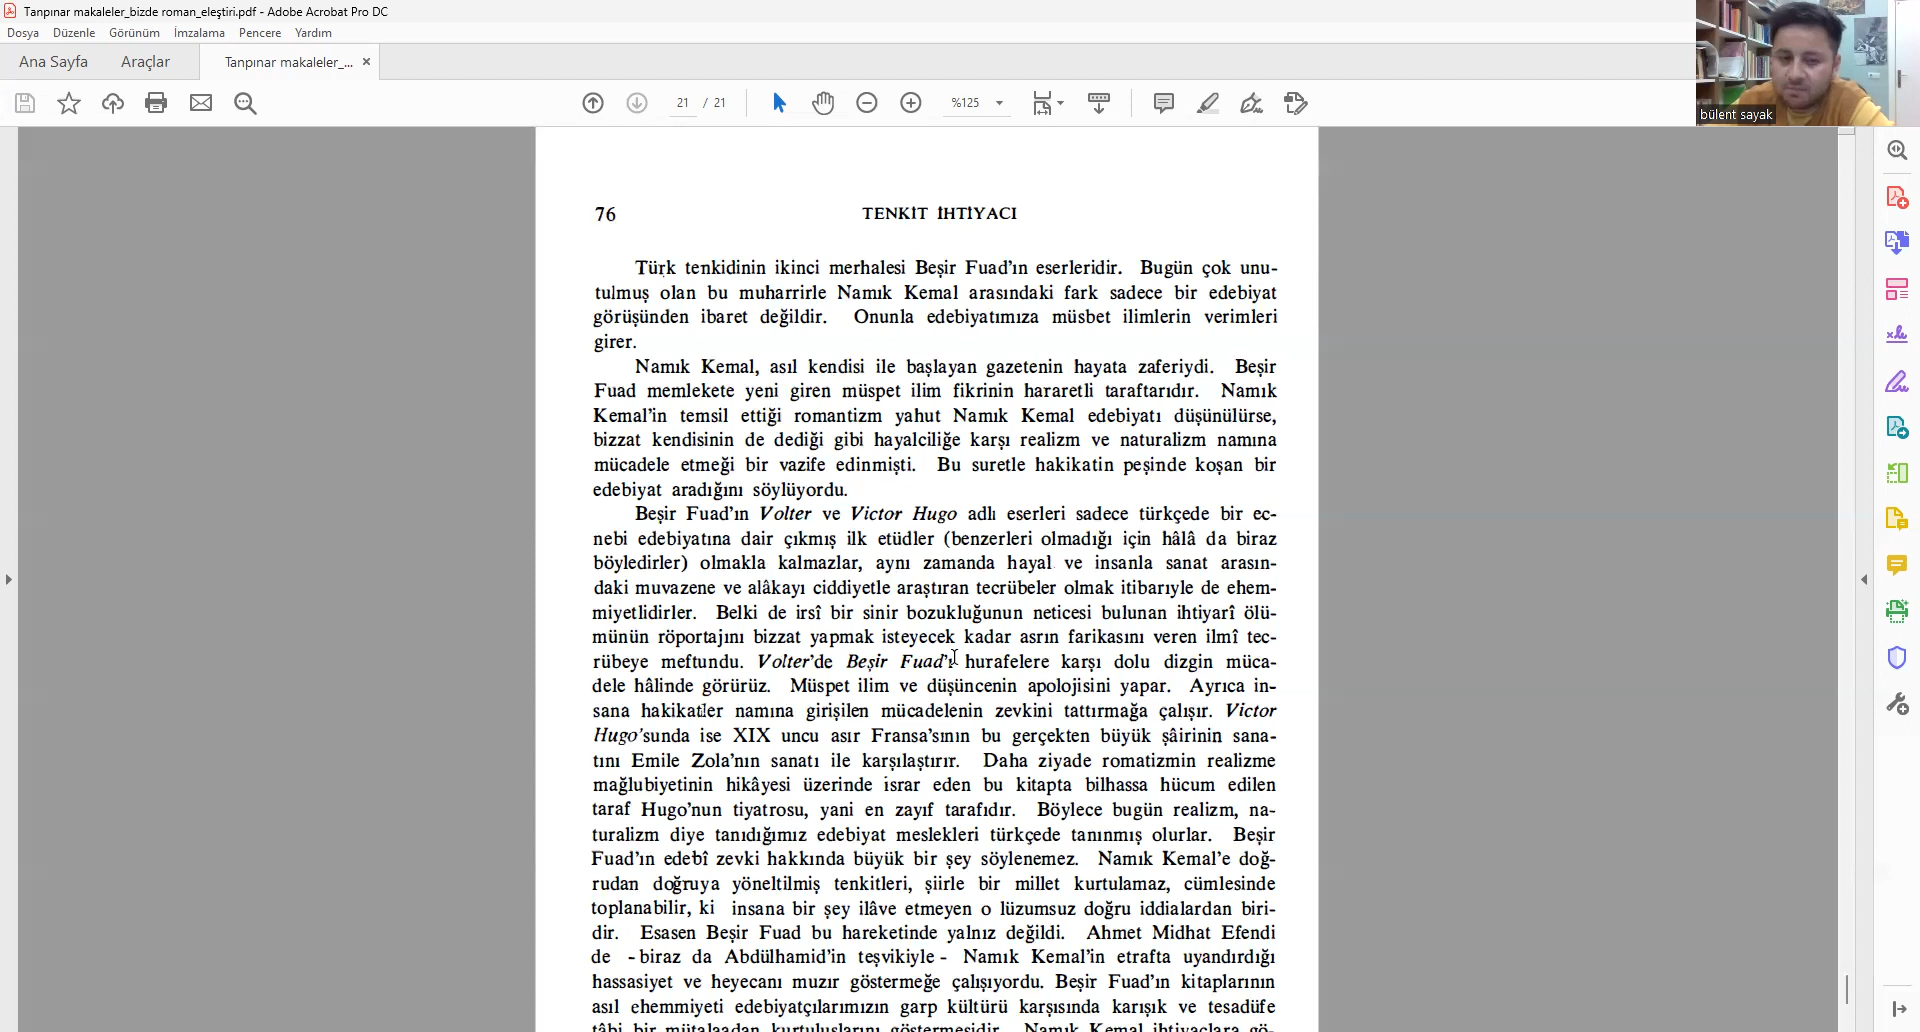 Tanpınar makaleler_bizde roman_eleştiri.pdf - Adobe Acrobat Pro DC
Dosya Düzenle Görünüm İmzalama Pencere Yardım
Ana Sayfa Araçlar Tanpınar makaleler_... ×
21 / 21 %125
bülent sayak
76 TENKİT İHTİYACI
Türk tenkidinin ikinci merhalesi Beşir Fuad'ın eserleridir. Bugün çok unu-
tulmuş olan bu muharrirle Namık Kemal arasındaki fark sadece bir edebiyat
görüşünden ibaret değildir. Onunla edebiyatımıza müsbet ilimlerin verimleri
girer.
Namık Kemal, asıl kendisi ile başlayan gazetenin hayata zaferiydi. Beşir
Fuad memlekete yeni giren müspet ilim fikrinin hararetli taraftarıdır. Namık
Kemal'in temsil ettiği romantizm yahut Namık Kemal edebiyatı düşünülürse,
bizzat kendisinin de dediği gibi hayalciliğe karşı realizm ve naturalizm namına
mücadele etmeği bir vazife edinmişti. Bu suretle hakikatin peşinde koşan bir
edebiyat aradığını söylüyordu.
Beşir Fuad'ın Volter ve Victor Hugo adlı eserleri sadece türkçede bir ec-
nebi edebiyatına dair çıkmış ilk etüdler (benzerleri olmadığı için hâlâ da biraz
böyledirler) olmakla kalmazlar, aynı zamanda hayal ve insanla sanat arasın-
daki muvazene ve alâkayı ciddiyetle araştıran tecrübeler olmak itibarıyle de ehem-
miyetlidirler. Belki de irsî bir sinir bozukluğunun neticesi bulunan ihtiyarî ölü-
münün röportajını bizzat yapmak isteyecek kadar asrın farikasını veren ilmî tec-
rübeye meftundu. Volter'de Beşir Fuad'ı hurafelere karşı dolu dizgin müca-
dele hâlinde görürüz. Müspet ilim ve düşüncenin apolojisini yapar. Ayrıca in-
sana hakikatler namına girişilen mücadelenin zevkini tattırmağa çalışır. Victor
Hugo'sunda ise XIX uncu asır Fransa'sının bu gerçekten büyük şâirinin sana-
tını Emile Zola'nın sanatı ile karşılaştırır. Daha ziyade romatizmin realizme
mağlubiyetinin hikâyesi üzerinde israr eden bu kitapta bilhassa hücum edilen
taraf Hugo'nun tiyatrosu, yani en zayıf tarafıdır. Böylece bugün realizm, na-
turalizm diye tanıdığımız edebiyat meslekleri türkçede tanınmış olurlar. Beşir
Fuad'ın edebî zevki hakkında büyük bir şey söylenemez. Namık Kemal'e doğ-
rudan doğruya yöneltilmiş tenkitleri, şiirle bir millet kurtulamaz, cümlesinde
toplanabilir, ki insana bir şey ilâve etmeyen o lüzumsuz doğru iddialardan biri-
dir. Esasen Beşir Fuad bu hareketinde yalnız değildi. Ahmet Midhat Efendi
de - biraz da Abdülhamid'in teşvikiyle - Namık Kemal'in etrafta uyandırdığı
hassasiyet ve heyecanı muzır göstermeğe çalışıyordu. Beşir Fuad'ın kitaplarının
asıl ehemmiyeti edebiyatçılarımızın garp kültürü karşısında karışık ve tesadüfe
tâbi bir mütalaadan kurtuluşlarını göstermesidir. Namık Kemal ihtiyaçlara gö-